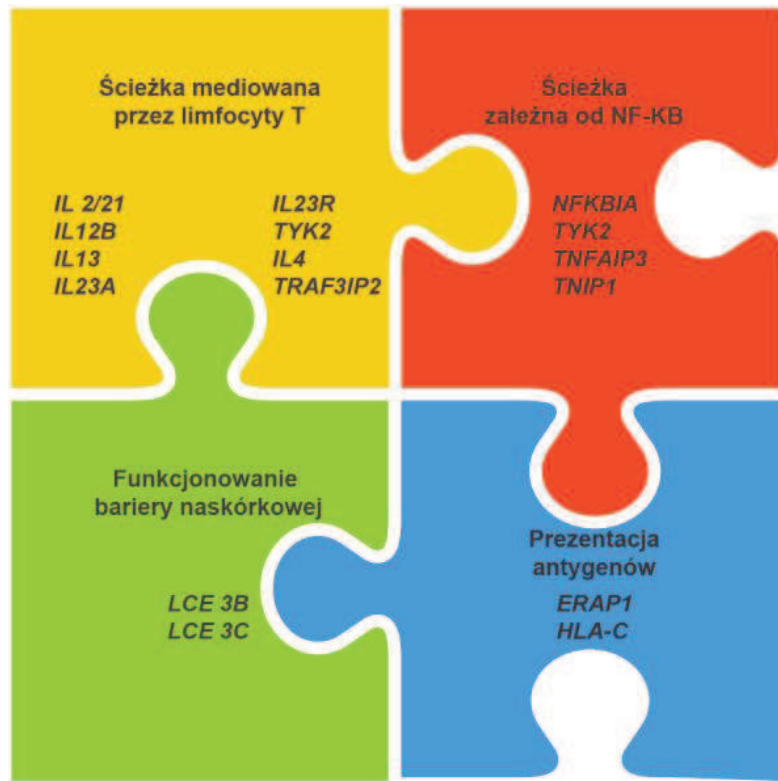 Ścieżka mediowana
przez limfocyty T
IL 2/21
IL12B
IL13
IL23A
IL23R
TYK2
IL4
TRAF3IP2
Ścieżka
zależna od NF-KB
NFKBIA
TYK2
TNFAIP3
TNIP1
Funkcjonowanie
bariery naskórkowej
LCE 3B
LCE 3C
Prezentacja
antygenów
ERAP1
HLA-C